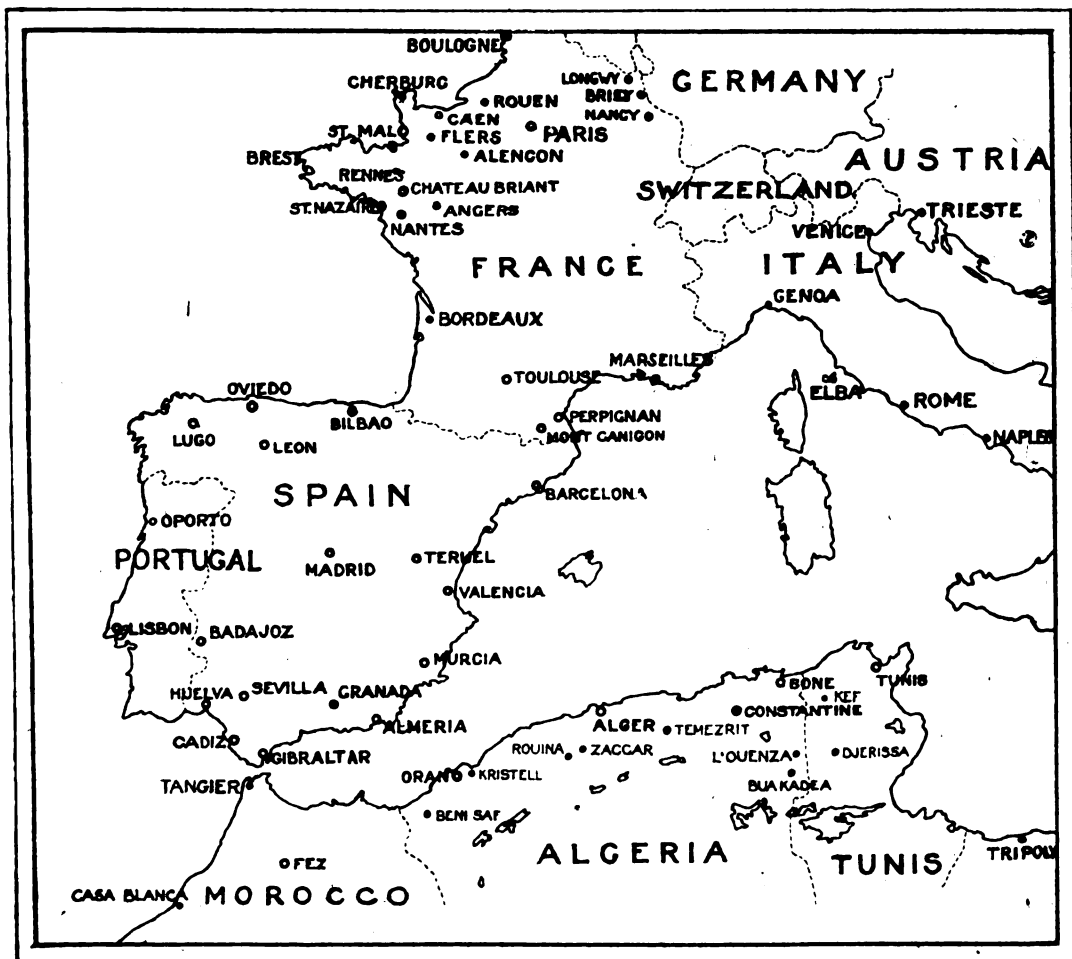 BOULOGNE
CHERBURG
LONGWY
GERMANY
BRIEY
ROUEN
CAEN
NANCY
ST. MALO
FLERS
PARIS
ALENCON
BREST
AUSTRIA
RENNES
CHATEAU BRIANT
SWITZERLAND
ST. NAZAIRE
ANGERS
TRIESTE
NANTES
VENICE
FRANCE
ITALY
GENOA
BORDEAUX
MARSEILLES
TOULOUSE
OVIEDO
ELBA
ROME
PERPIGNAN
BILBAO
LUGO
MONT CANIGON
NAPLES
LEON
SPAIN
BARCELONA
OPORTO
PORTUGAL
MADRID
TERUEL
VALENCIA
LISBON
BADAJOZ
MURCIA
HUELVA
SEVILLA
GRANADA
BONE
TUNIS
KEF
ALMERIA
ALGER
CONSTANTINE
TEMEZRIT
CADIZ
GIBRALTAR
ROUINA
ZACCAR
L'OUENZA
DJERISSA
TANGIER
ORAN
KRISTELL
BUAKADEA
BENI SAF
ALGERIA
TUNIS
TRIPOLY
FEZ
CASA BLANCA
MOROCCO